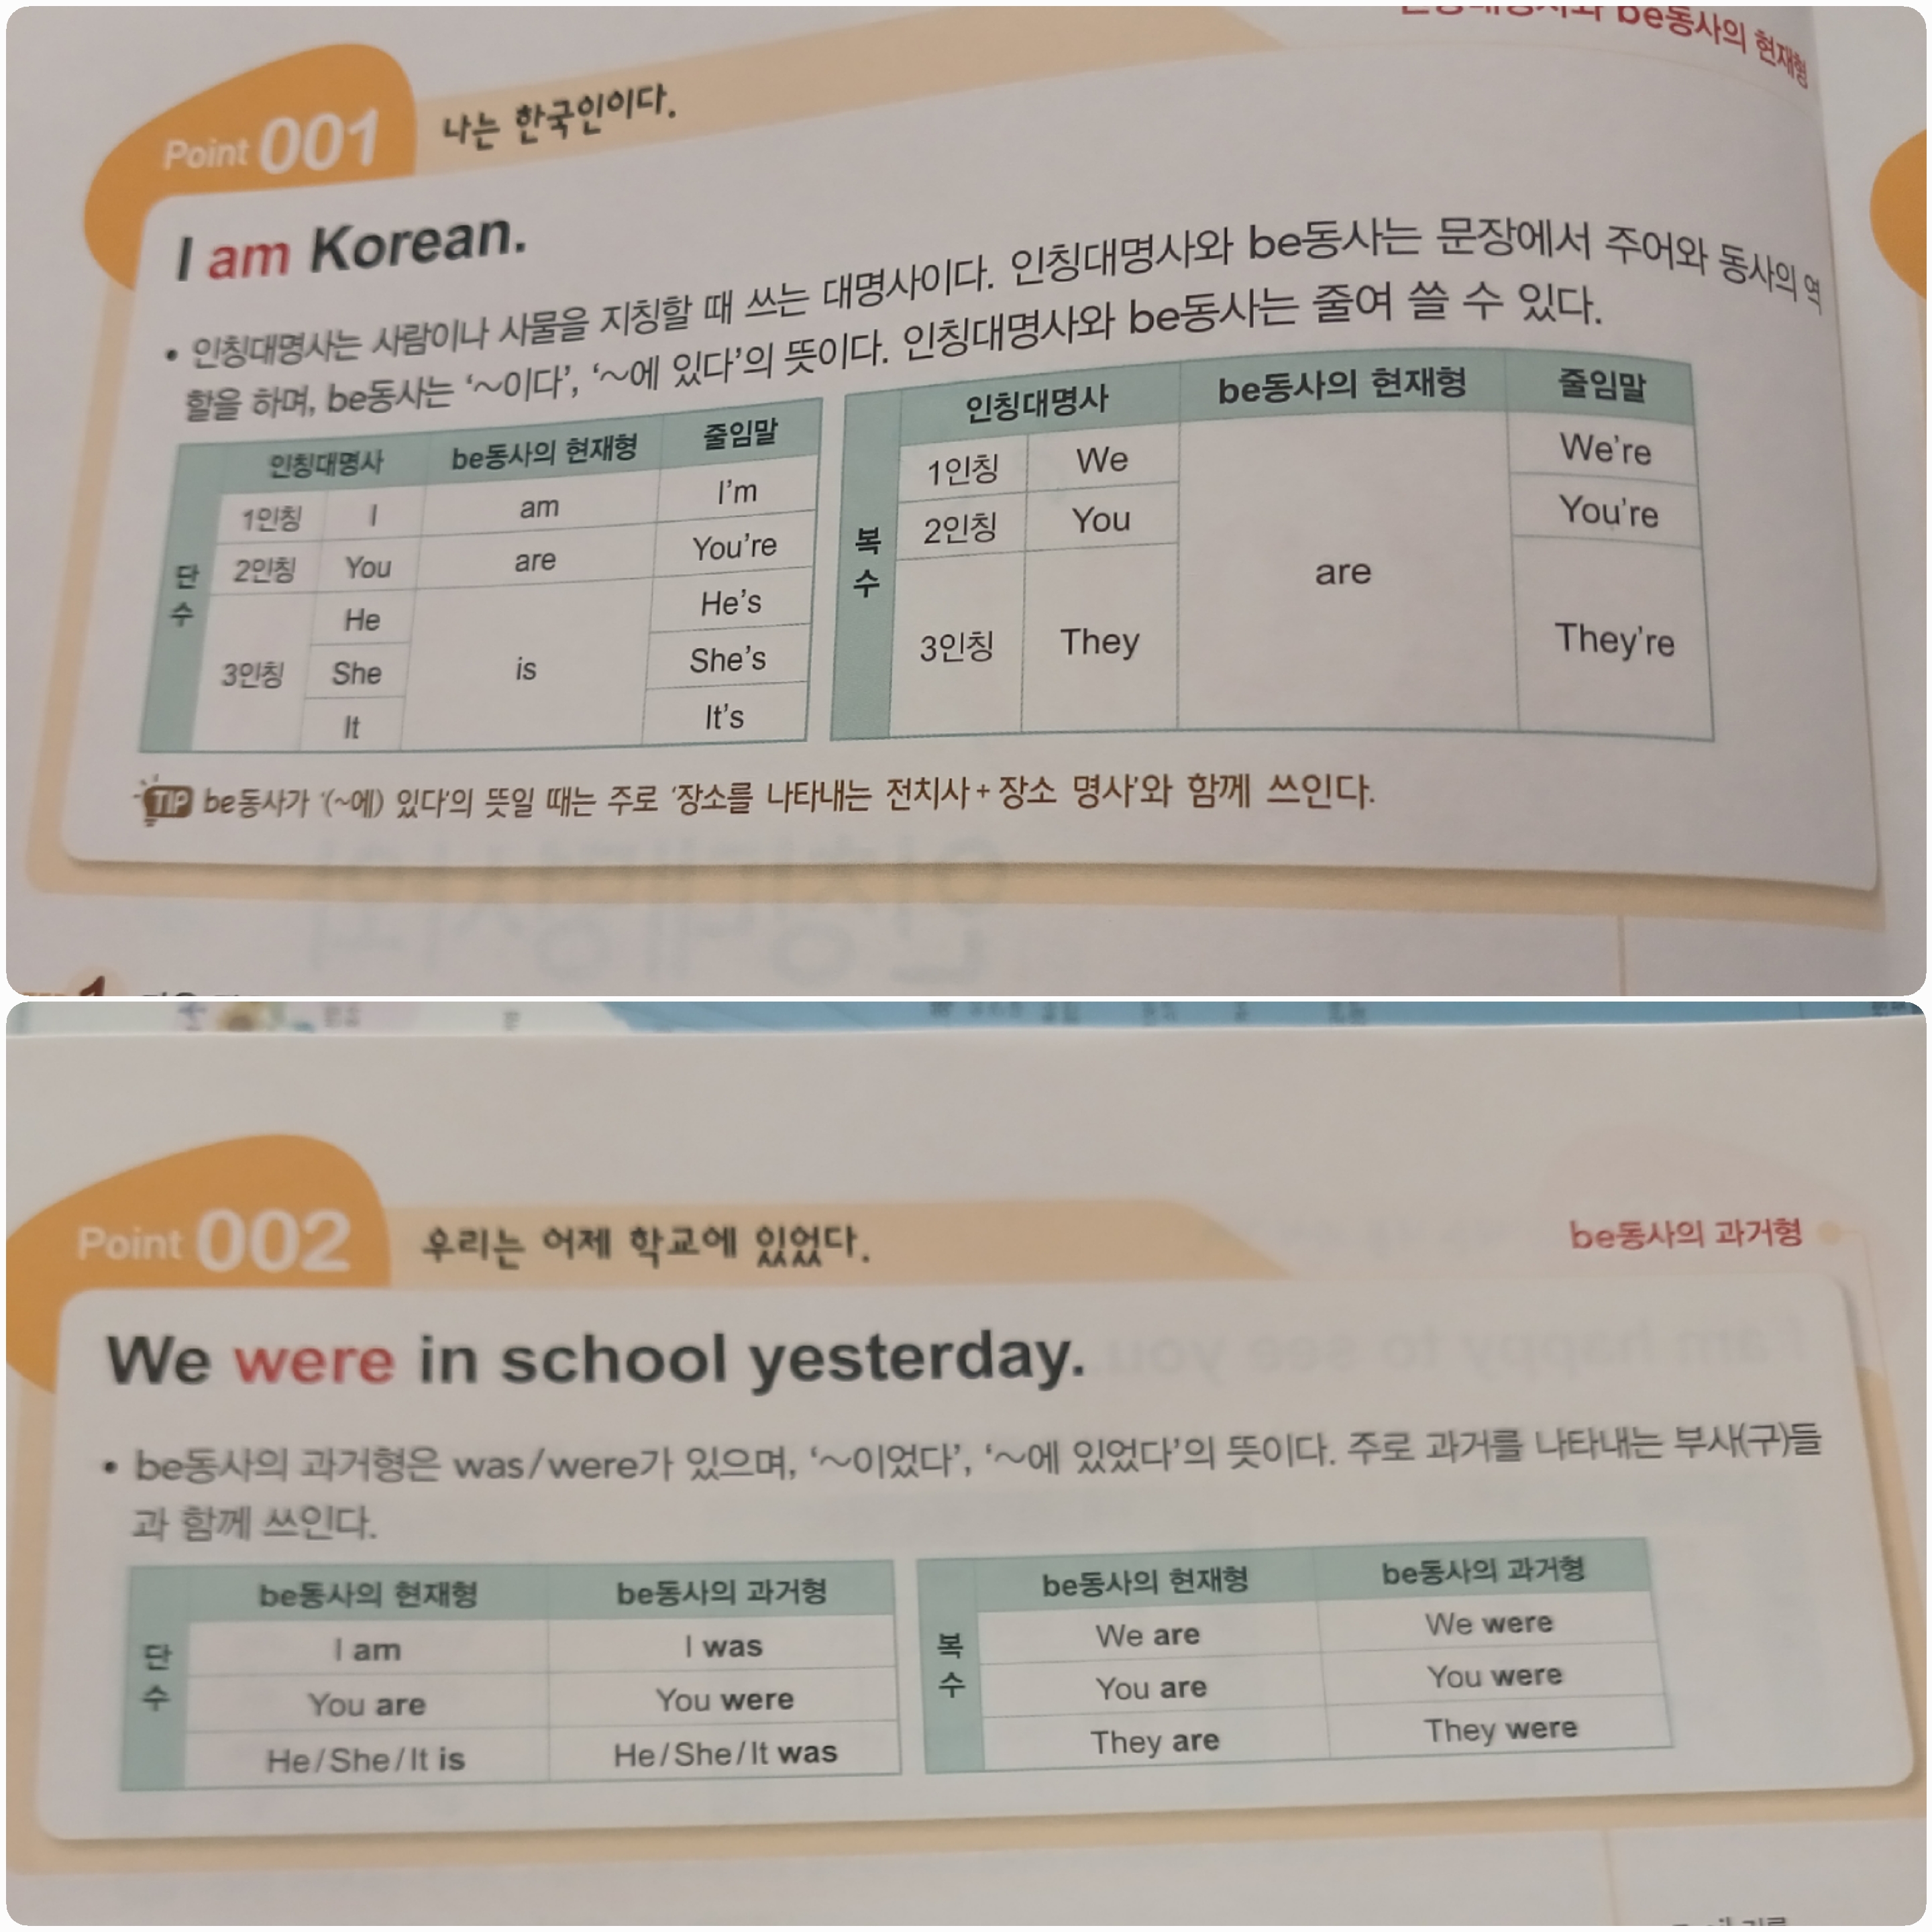 인칭대명사와 be동사의 현재형
Point 001 나는 한국인이다.
I am Korean.
• 인칭대명사는 사람이나 사물을 지칭할 때 쓰는 대명사이다. 인칭대명사와 be동사는 문장에서 주어와 동사의 역
할을 하며, be동사는 ‘~이다’, ‘~에 있다’의 뜻이다. 인칭대명사와 be동사는 줄여 쓸 수 있다.
단수
인칭대명사 be동사의 현재형 줄임말
1인칭 I am I'm
2인칭 You are You're
3인칭 He is He's
She She's
It It's
복수
인칭대명사 be동사의 현재형 줄임말
1인칭 We are We're
2인칭 You You're
3인칭 They They're
TIP be동사가 '(~에) 있다'의 뜻일 때는 주로 '장소를 나타내는 전치사 + 장소 명사'와 함께 쓰인다.
1
Point 002 우리는 어제 학교에 있었다.
be동사의 과거형
We were in school yesterday.
• be동사의 과거형은 was/were가 있으며, ‘~이었다’, ‘~에 있었다’의 뜻이다. 주로 과거를 나타내는 부사(구)들
과 함께 쓰인다.
단수
be동사의 현재형 be동사의 과거형
I am I was
You are You were
He/She/It is He/She/It was
복수
be동사의 현재형 be동사의 과거형
We are We were
You are You were
They are They were